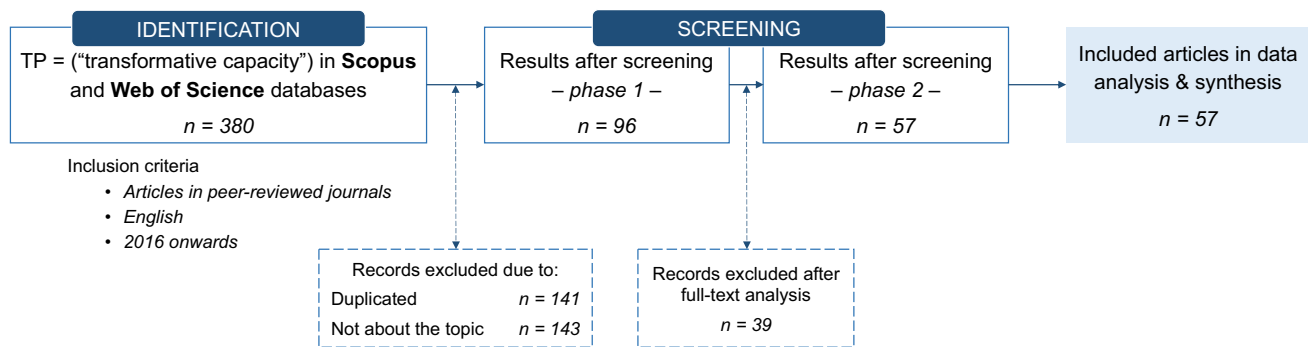 IDENTIFICATION
TP = (“transformative capacity”) in Scopus
and Web of Science databases
n = 380
Inclusion criteria
• Articles in peer-reviewed journals
• English
• 2016 onwards
SCREENING
Results after screening
– phase 1 –
n = 96
Results after screening
– phase 2 –
n = 57
Included articles in data
analysis & synthesis
n = 57
Records excluded due to:
Duplicated n = 141
Not about the topic n = 143
Records excluded after
full-text analysis
n = 39